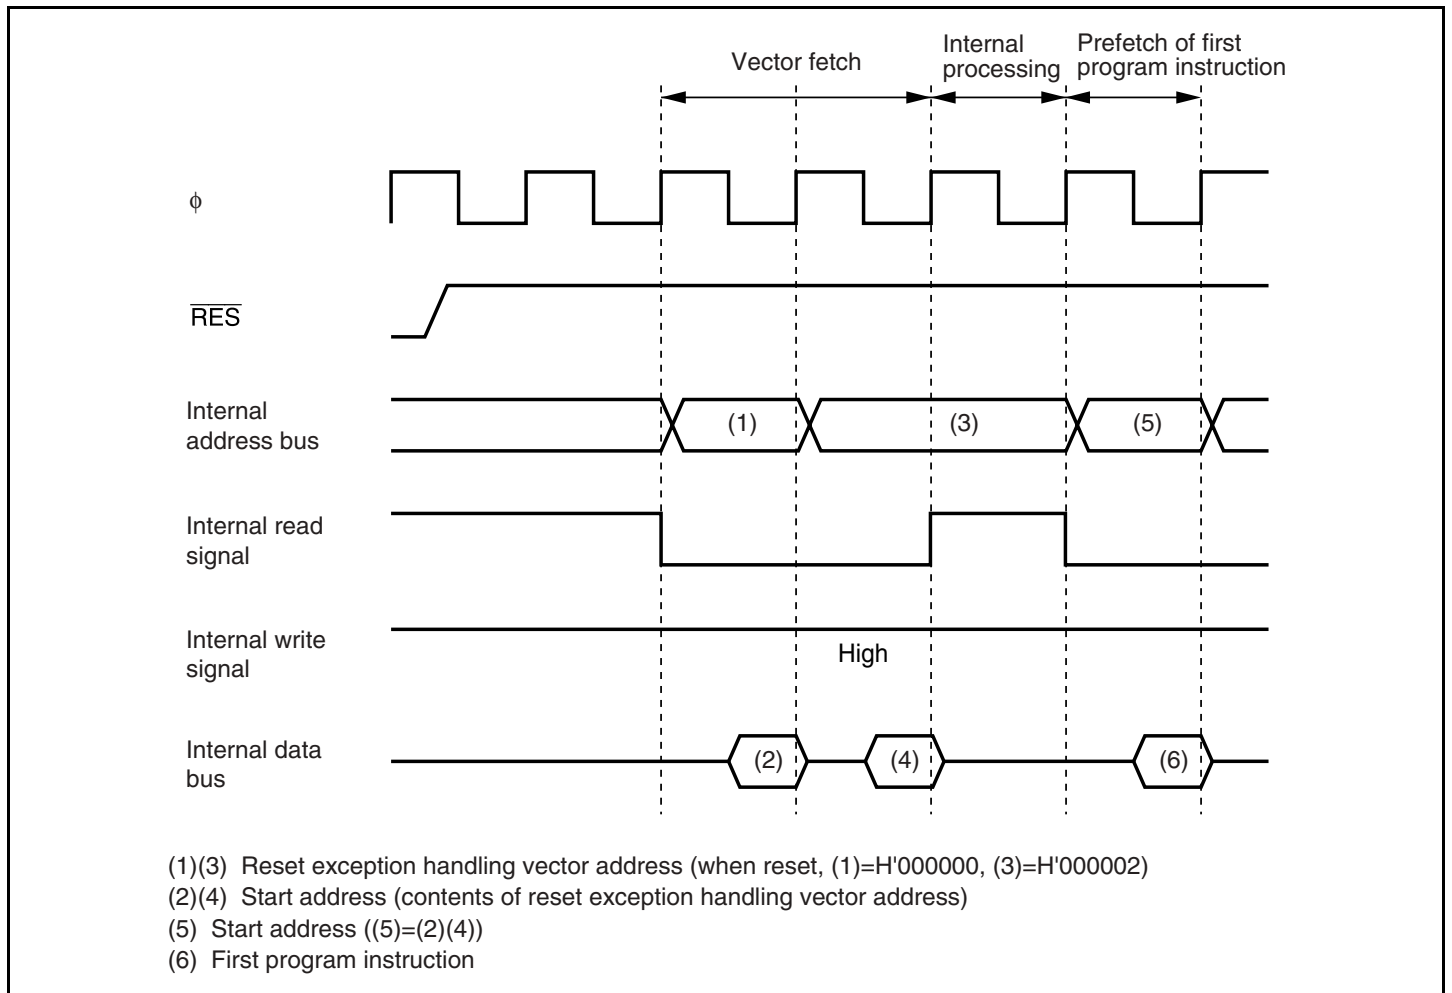 Vector fetch
Internal
processing
Prefetch of first
program instruction
ϕ
RES
Internal
address bus
(1)
(3)
(5)
Internal read
signal
Internal write
signal
High
Internal data
bus
(2)
(4)
(6)
(1)(3) Reset exception handling vector address (when reset, (1)=H'000000, (3)=H'000002)
(2)(4) Start address (contents of reset exception handling vector address)
(5) Start address ((5)=(2)(4))
(6) First program instruction